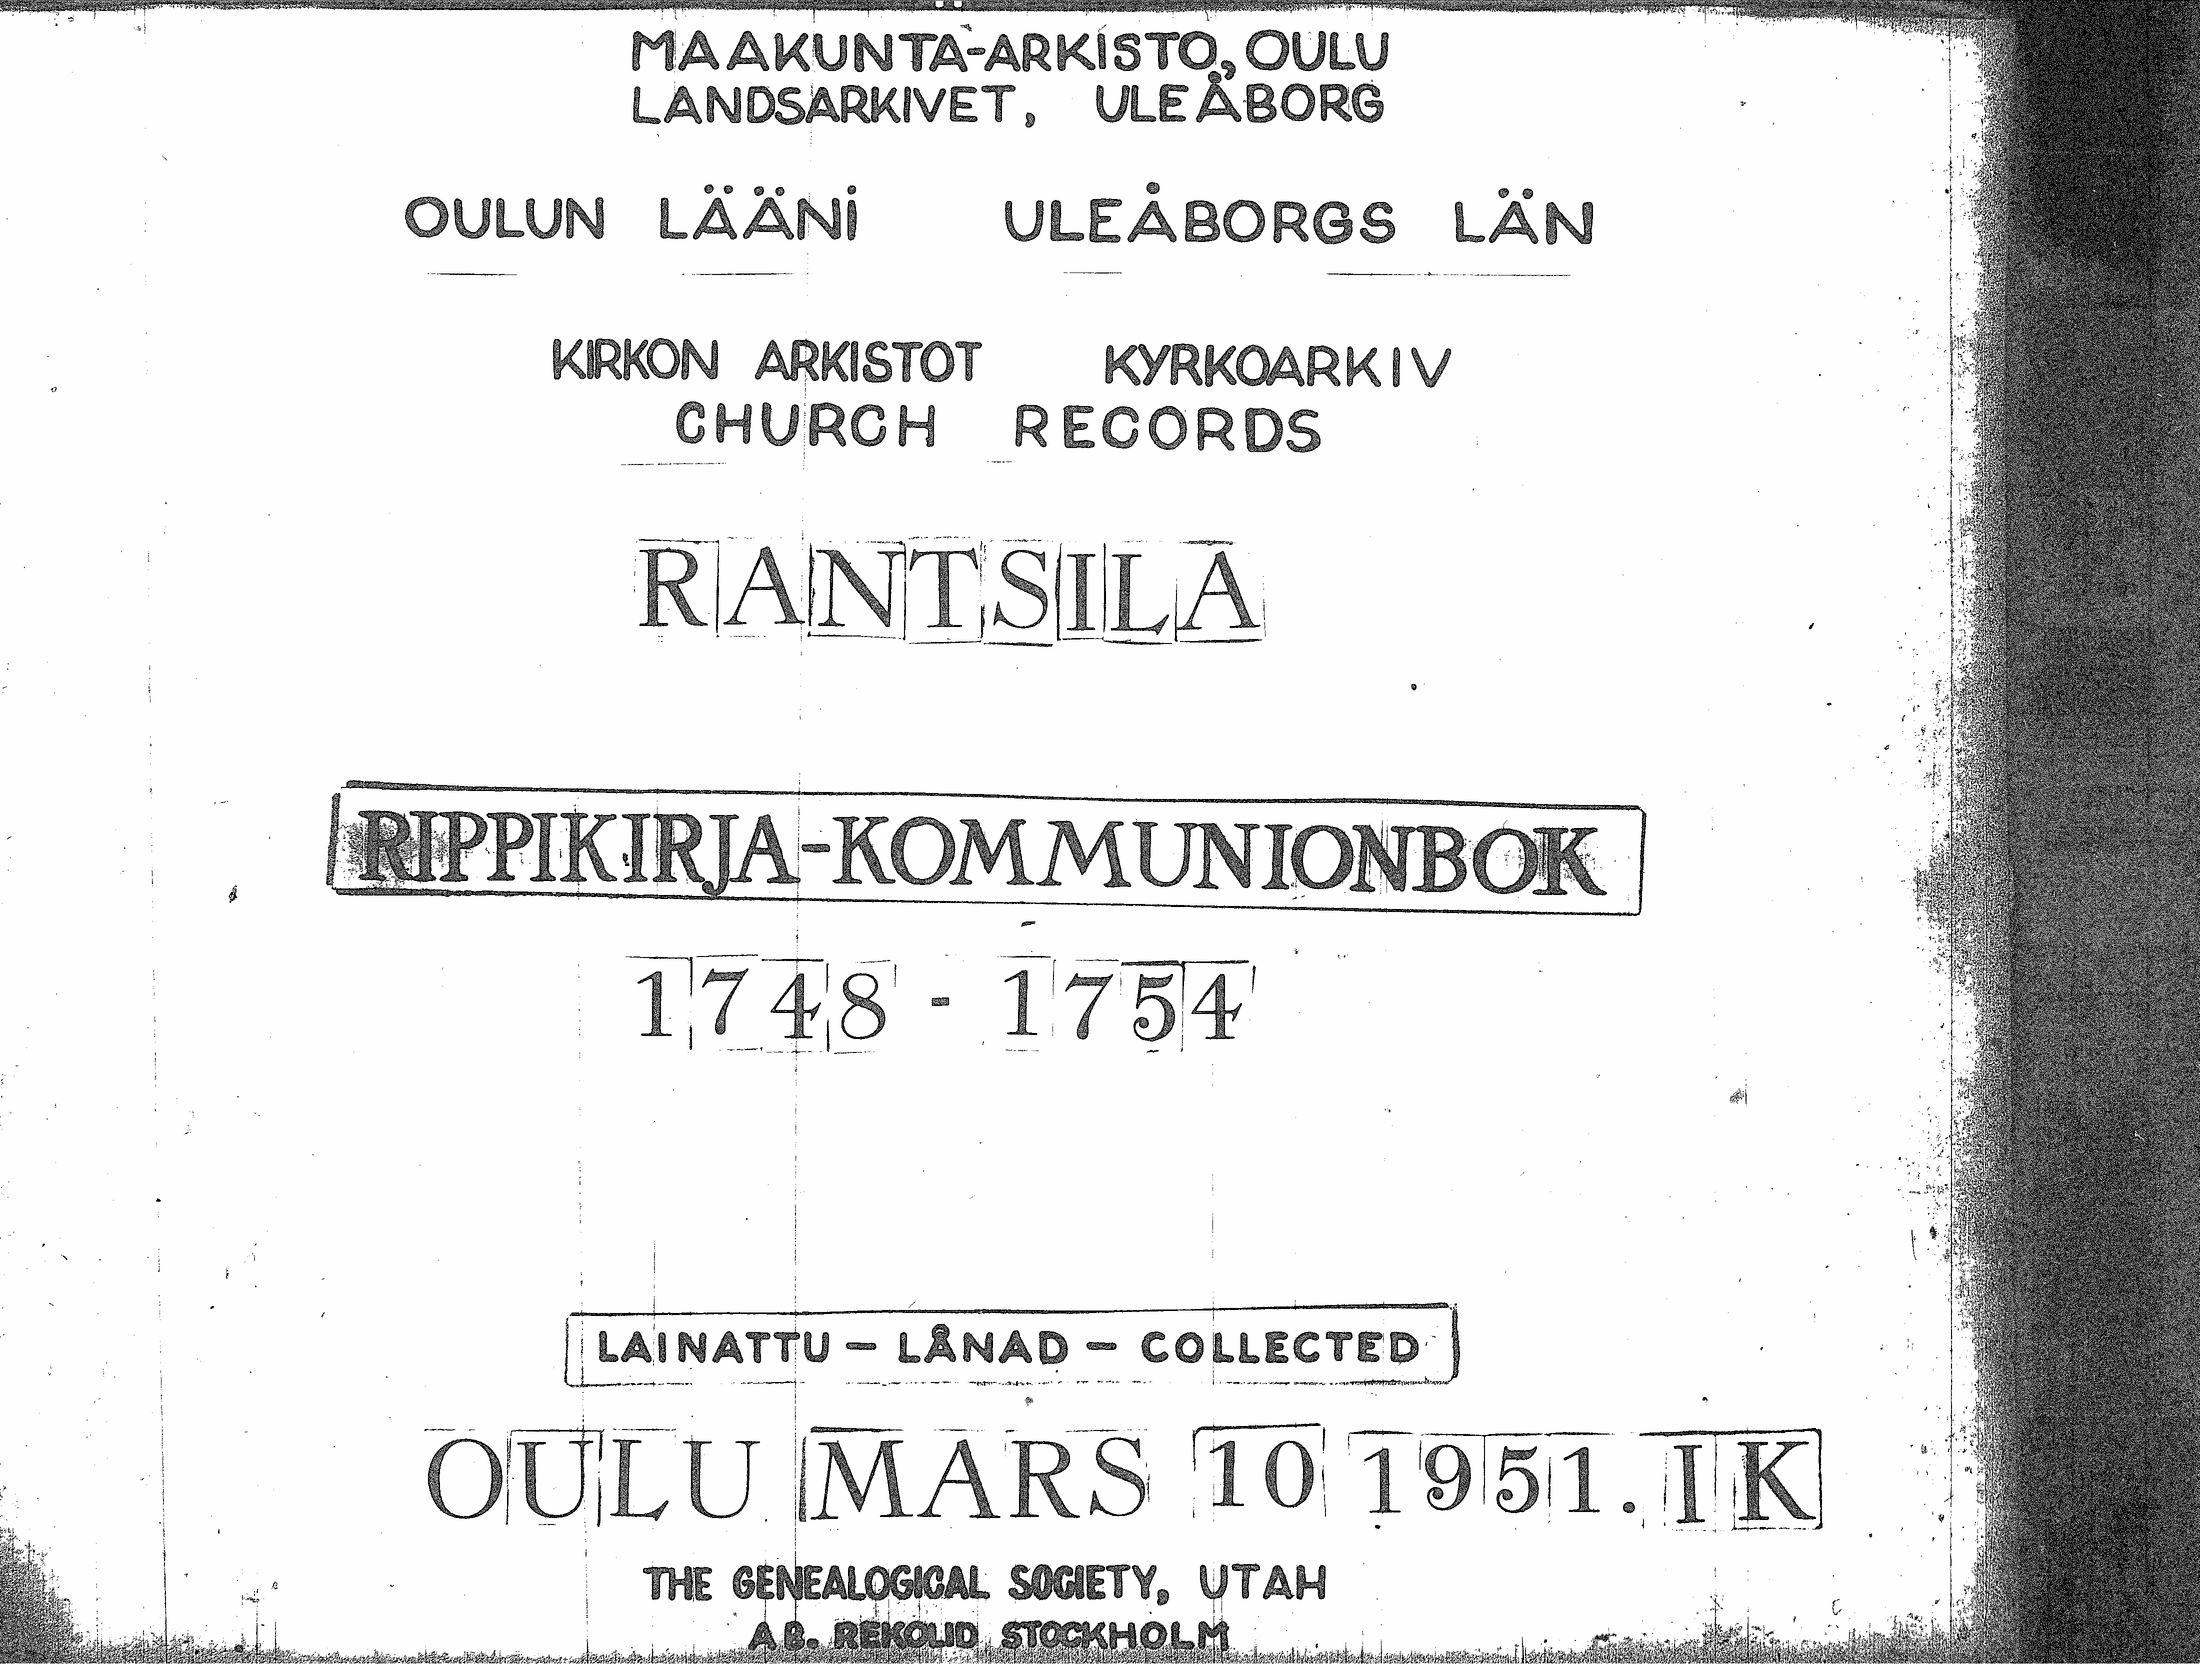 MAAKUNTA-ARKISTO, OULU
LANDSARKIVET, ULEÅBORG
OULUN LÄÄNI ULEÅBORGS LÄN
KIRKON ARKISTOT KYRKOARKIV
CHURCH RECORDS
RANTSILA
RIPPIKIRJA-KOMMUNIONBOK
1748 - 1754
LAINATTU - LÅNAD - COLLECTED
OULU MARS 10 1951. IK
THE GENEALOGICAL SOCIETY, UTAH
AB. REKOLID STOCKHOLM